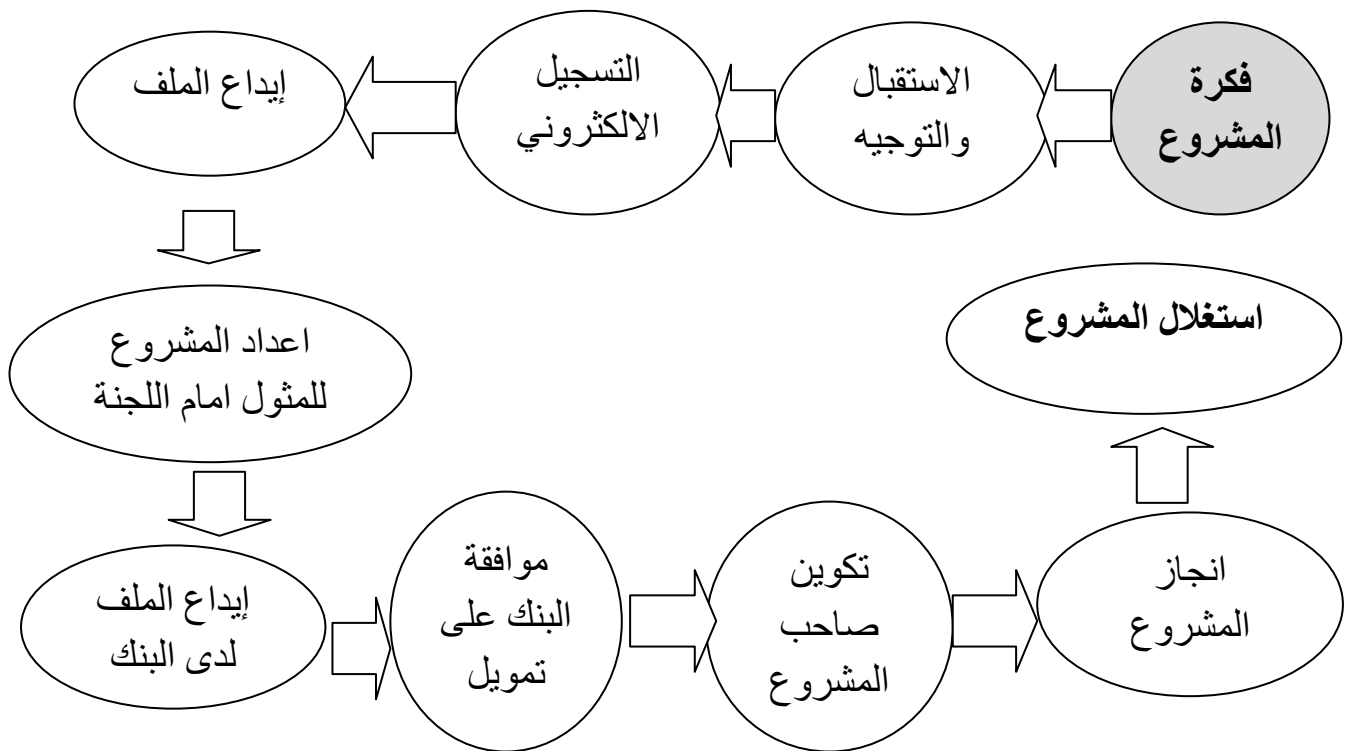 فكرة
المشروع
الاستقبال
والتوجيه
التسجيل
الالكثروني
إيداع الملف
اعداد المشروع
للمثول امام اللجنة
إيداع الملف
لدى البنك
موافقة
البنك على
تمويل
تكوين
صاحب
المشروع
انجاز
المشروع
استغلال المشروع